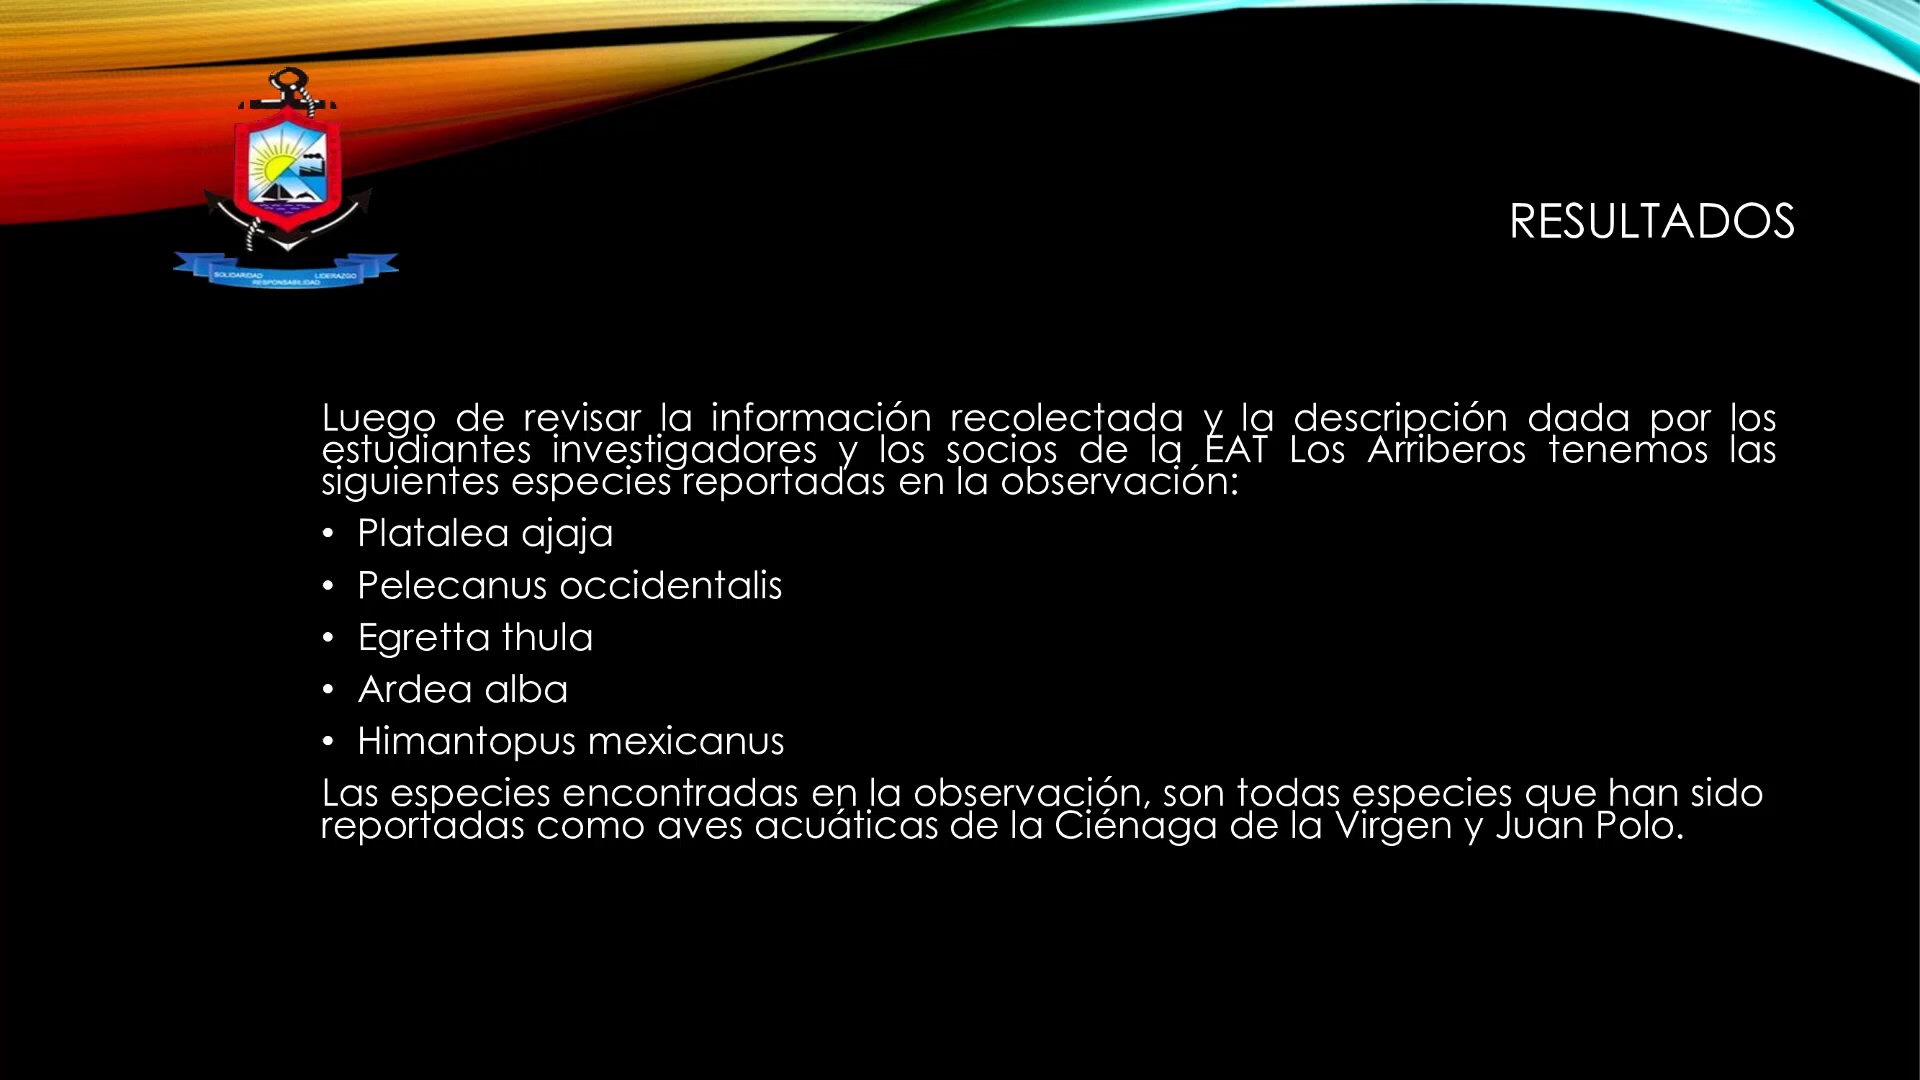 SOLIDARIDAD LIDERAZGO
RESPONSABILIDAD
RESULTADOS
Luego de revisar la información recolectada y la descripción dada por los
estudiantes investigadores y los socios de la EAT Los Arriberos tenemos las
siguientes especies reportadas en la observación:
• Platalea ajaja
• Pelecanus occidentalis
• Egretta thula
• Ardea alba
• Himantopus mexicanus
Las especies encontradas en la observación, son todas especies que han sido
reportadas como aves acuáticas de la Ciénaga de la Virgen y Juan Polo.